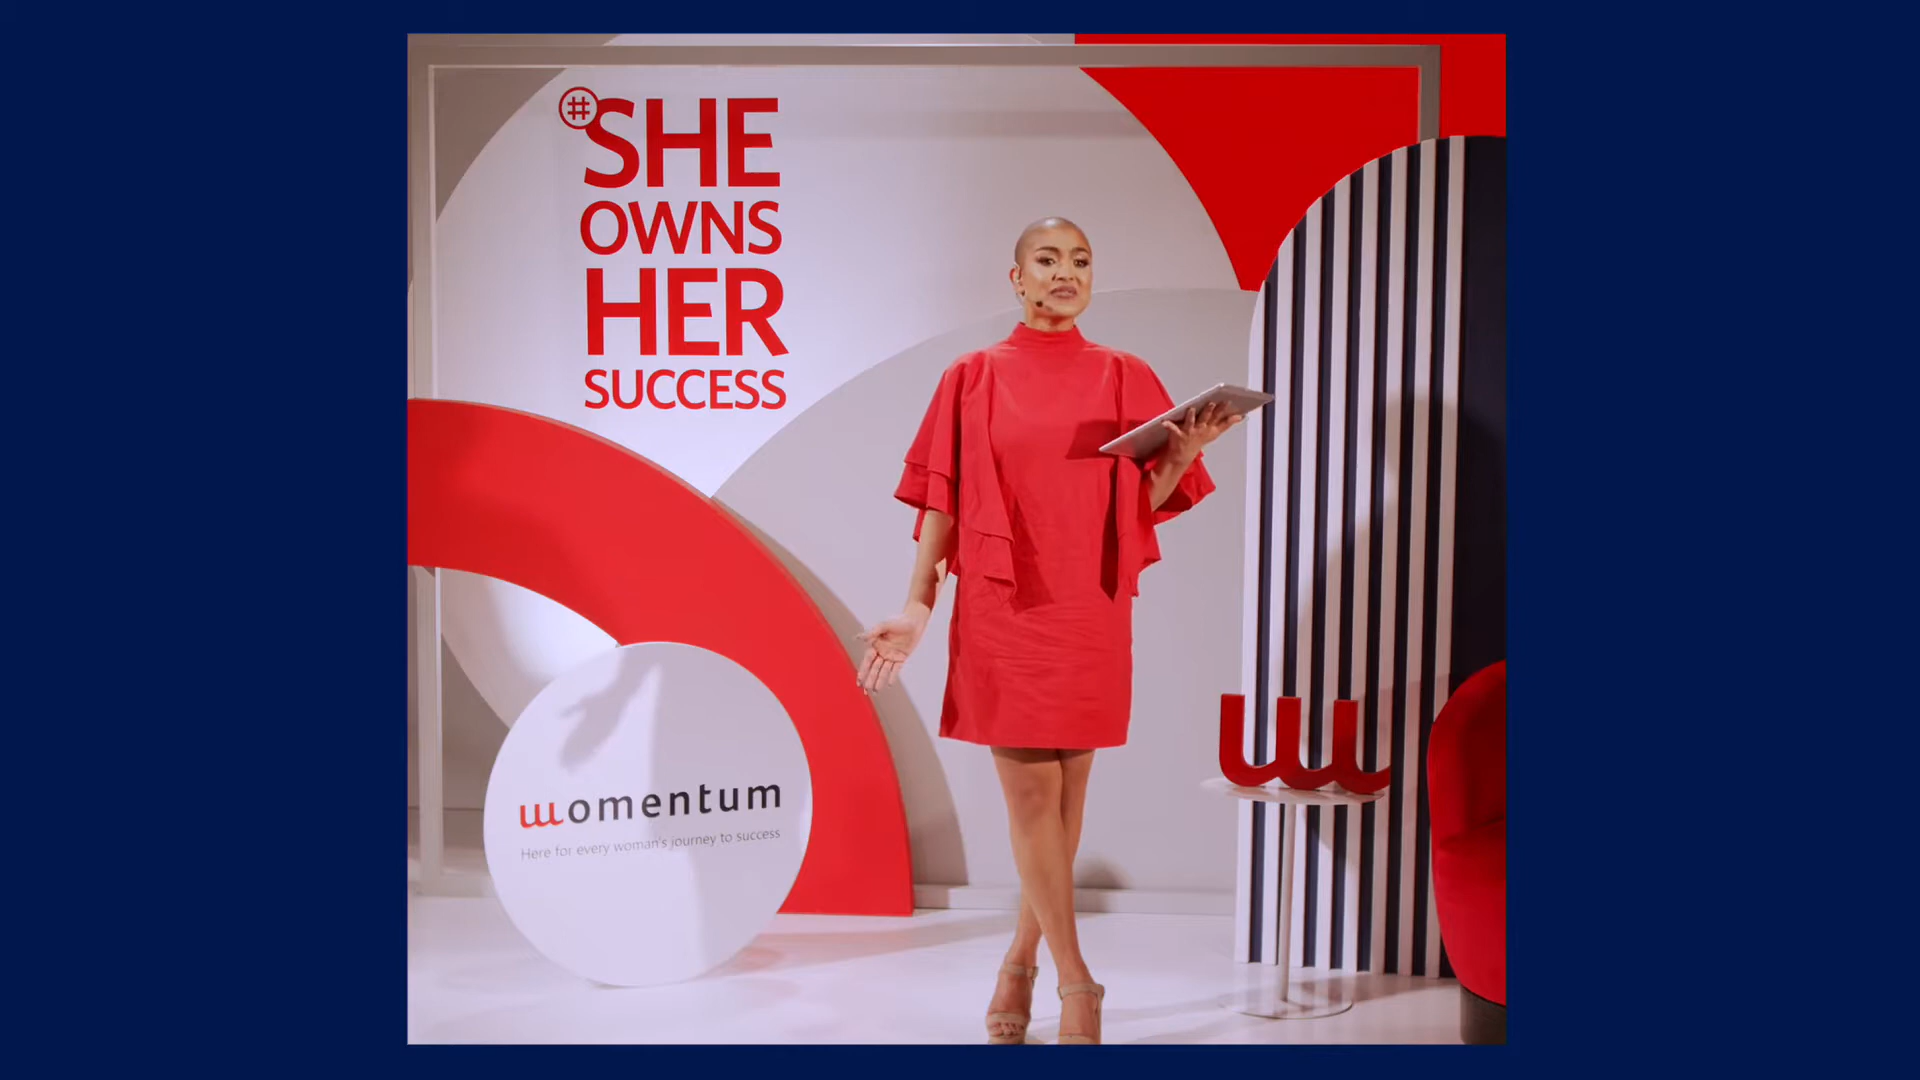 #SHE
OWNS
HER
SUCCESS
womentum
Here for every woman's journey to success
w